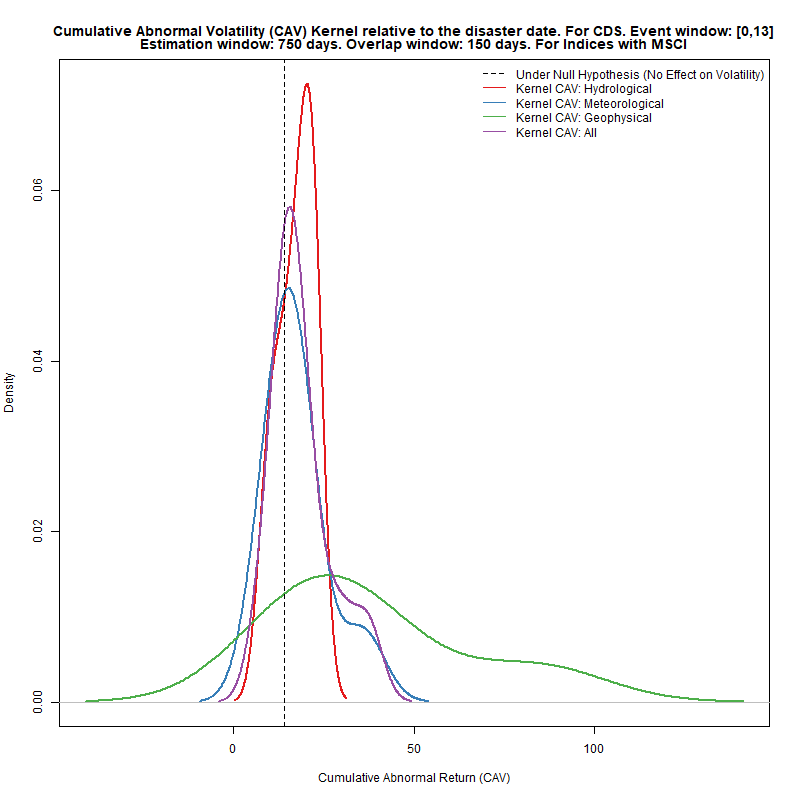 Cumulative Abnormal Volatility (CAV) Kernel relative to the disaster date. For CDS. Event window: [0,13]
Estimation window: 750 days. Overlap window: 150 days. For Indices with MSCI
Under Null Hypothesis (No Effect on Volatility)
Kernel CAV: Hydrological
Kernel CAV: Meteorological
Kernel CAV: Geophysical
Kernel CAV: All
Density
0.06
0.04
0.02
0.00
0
50
100
Cumulative Abnormal Return (CAV)